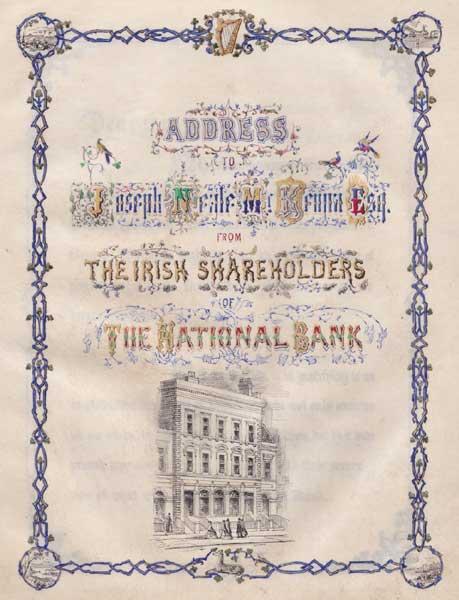 ADDRESS
TO
Joseph Neale McKenna Esq.
FROM
THE IRISH SHAREHOLDERS
OF
THE NATIONAL BANK